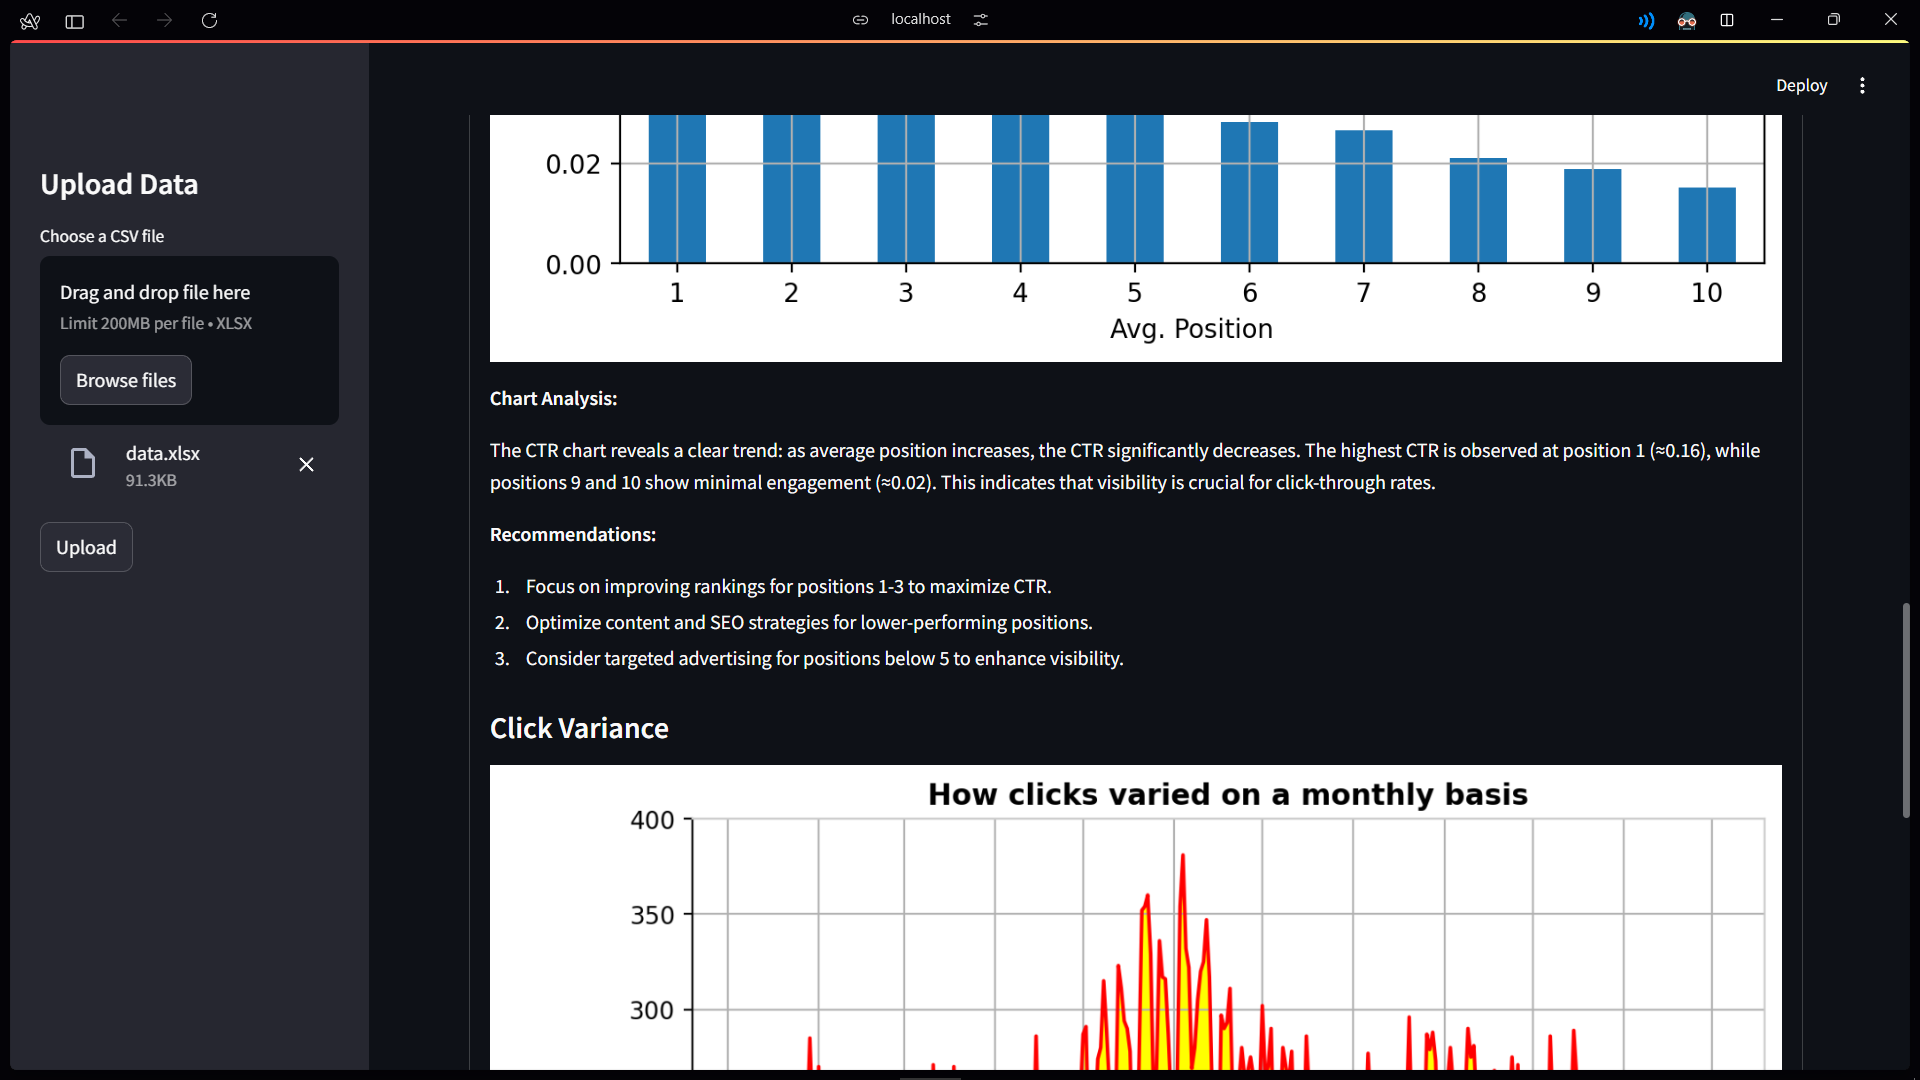 localhost
Deploy
Upload Data
Choose a CSV file
Drag and drop file here
Limit 200MB per file • XLSX
Browse files
data.xlsx
91.3KB
Upload
0.02
0.00
1 2 3 4 5 6 7 8 9 10
Avg. Position
Chart Analysis:
The CTR chart reveals a clear trend: as average position increases, the CTR significantly decreases. The highest CTR is observed at position 1 (≈0.16), while
positions 9 and 10 show minimal engagement (≈0.02). This indicates that visibility is crucial for click-through rates.
Recommendations:
1. Focus on improving rankings for positions 1-3 to maximize CTR.
2. Optimize content and SEO strategies for lower-performing positions.
3. Consider targeted advertising for positions below 5 to enhance visibility.
Click Variance
How clicks varied on a monthly basis
400
350
300